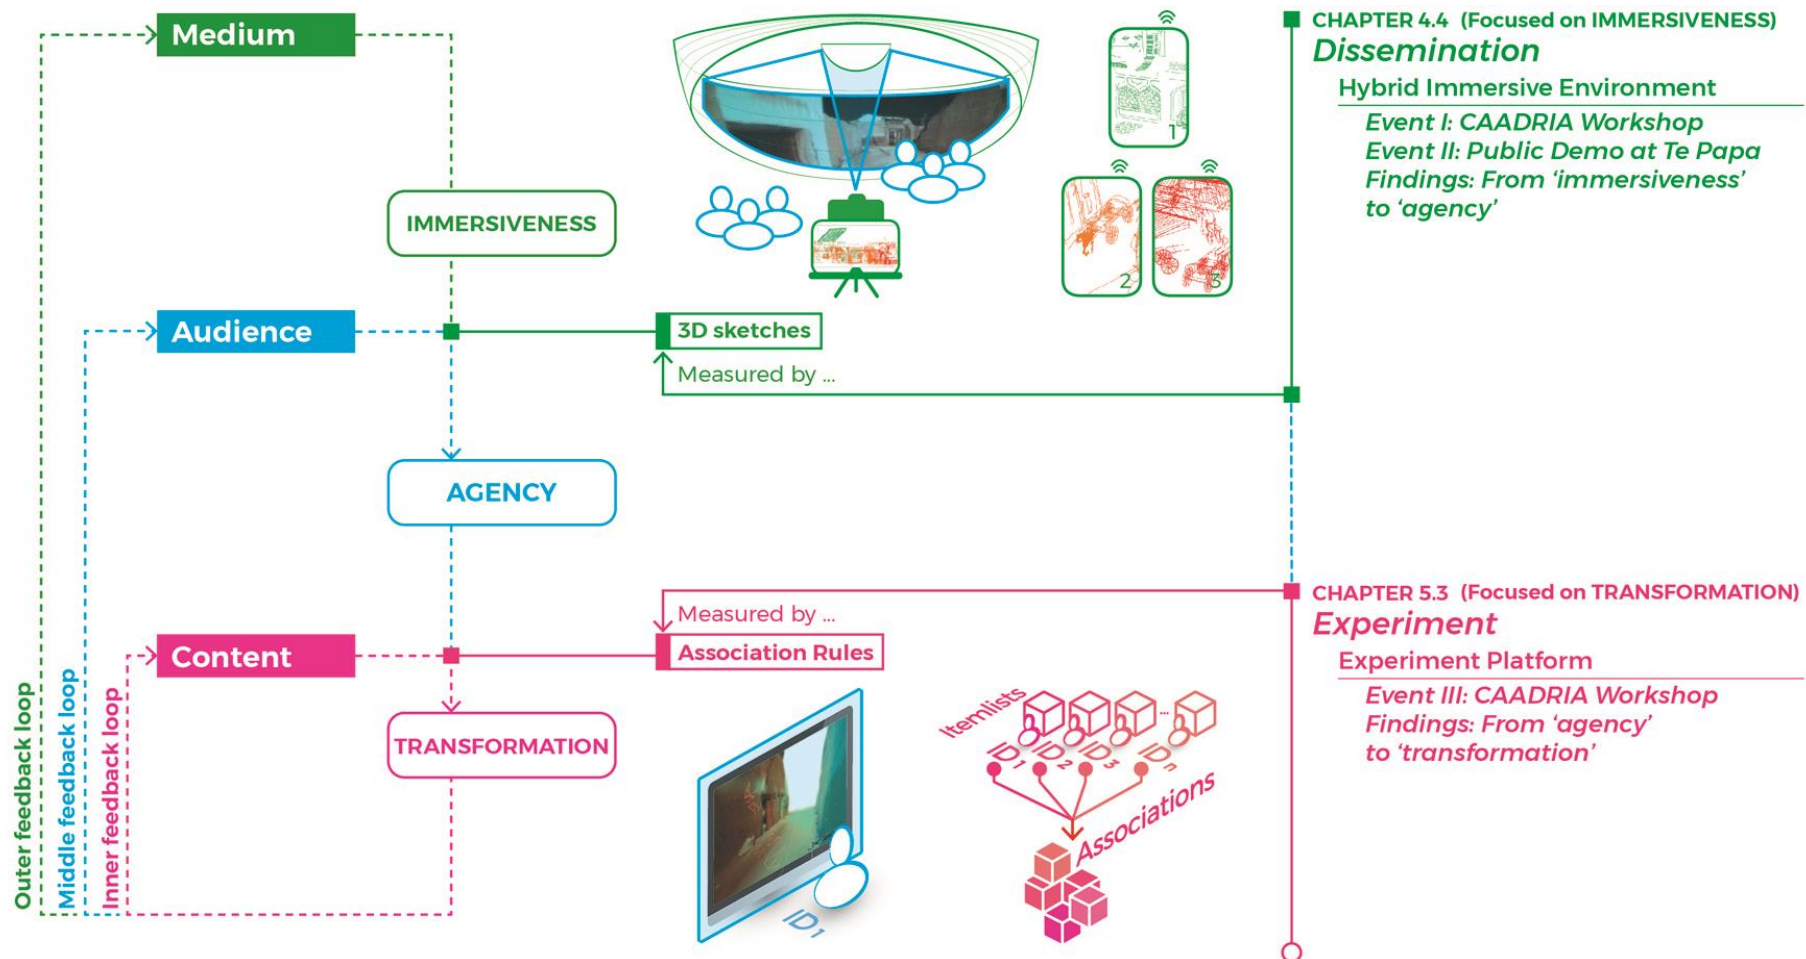 Medium
IMMERSIVENESS
Audience
3D sketches
Measured by ...
AGENCY
Measured by ...
Content
Association Rules
TRANSFORMATION
Outer feedback loop
Middle feedback loop
Inner feedback loop
1
2
3
ID1
Itemlists
...
ID1
ID2
ID3
IDn
Associations
CHAPTER 4.4 (Focused on IMMERSIVENESS)
Dissemination
Hybrid Immersive Environment
Event I: CAADRIA Workshop
Event II: Public Demo at Te Papa
Findings: From ‘immersiveness’
to ‘agency’
CHAPTER 5.3 (Focused on TRANSFORMATION)
Experiment
Experiment Platform
Event III: CAADRIA Workshop
Findings: From ‘agency’
to ‘transformation’